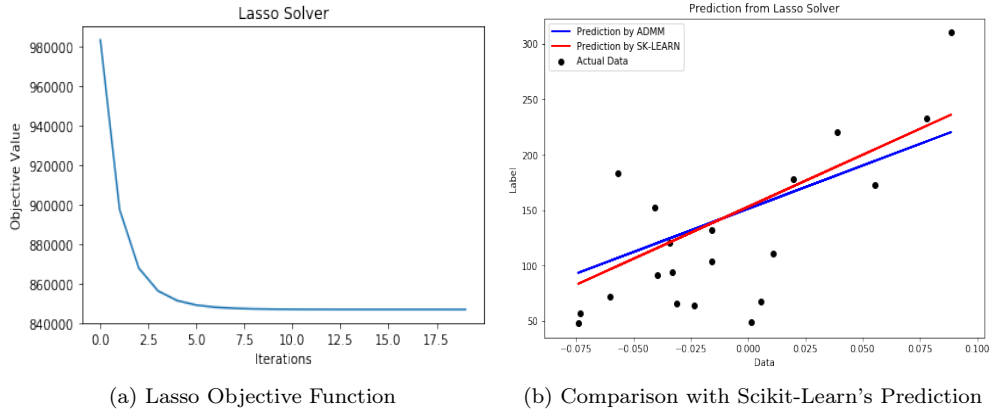 Lasso Solver
980000
960000
940000
920000
900000
880000
860000
840000
Objective Value
0.0 2.5 5.0 7.5 10.0 12.5 15.0 17.5
Iterations
(a) Lasso Objective Function
Prediction from Lasso Solver
Prediction by ADMM
Prediction by SK-LEARN
Actual Data
300
250
200
150
100
50
Label
−0.075 −0.050 −0.025 0.000 0.025 0.050 0.075 0.100
Data
(b) Comparison with Scikit-Learn's Prediction